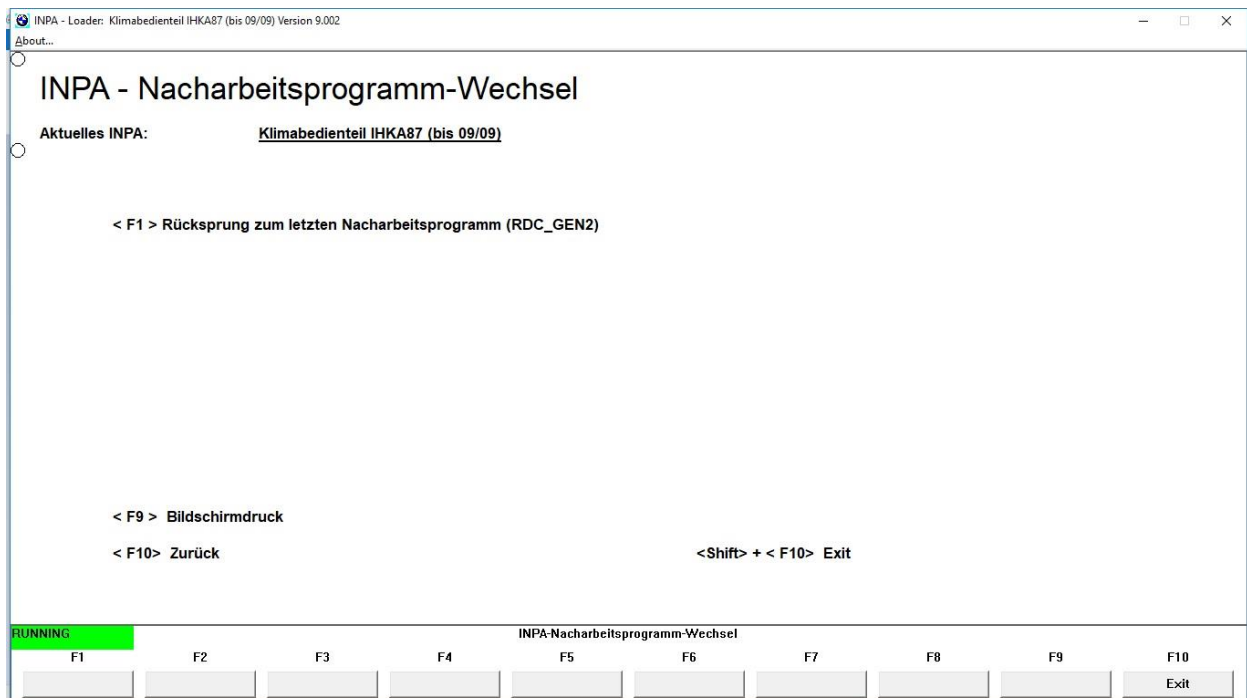 INPA - Loader: Klimabedienteil IHKA87 (bis 09/09) Version 9.002
About...
INPA - Nacharbeitsprogramm-Wechsel
Aktuelles INPA: Klimabedienteil IHKA87 (bis 09/09)
< F1 > Rücksprung zum letzten Nacharbeitsprogramm (RDC_GEN2)
< F9 > Bildschirmdruck
< F10> Zurück <Shift> + < F10> Exit
RUNNING INPA-Nacharbeitsprogramm-Wechsel
F1 F2 F3 F4 F5 F6 F7 F8 F9 F10
Exit